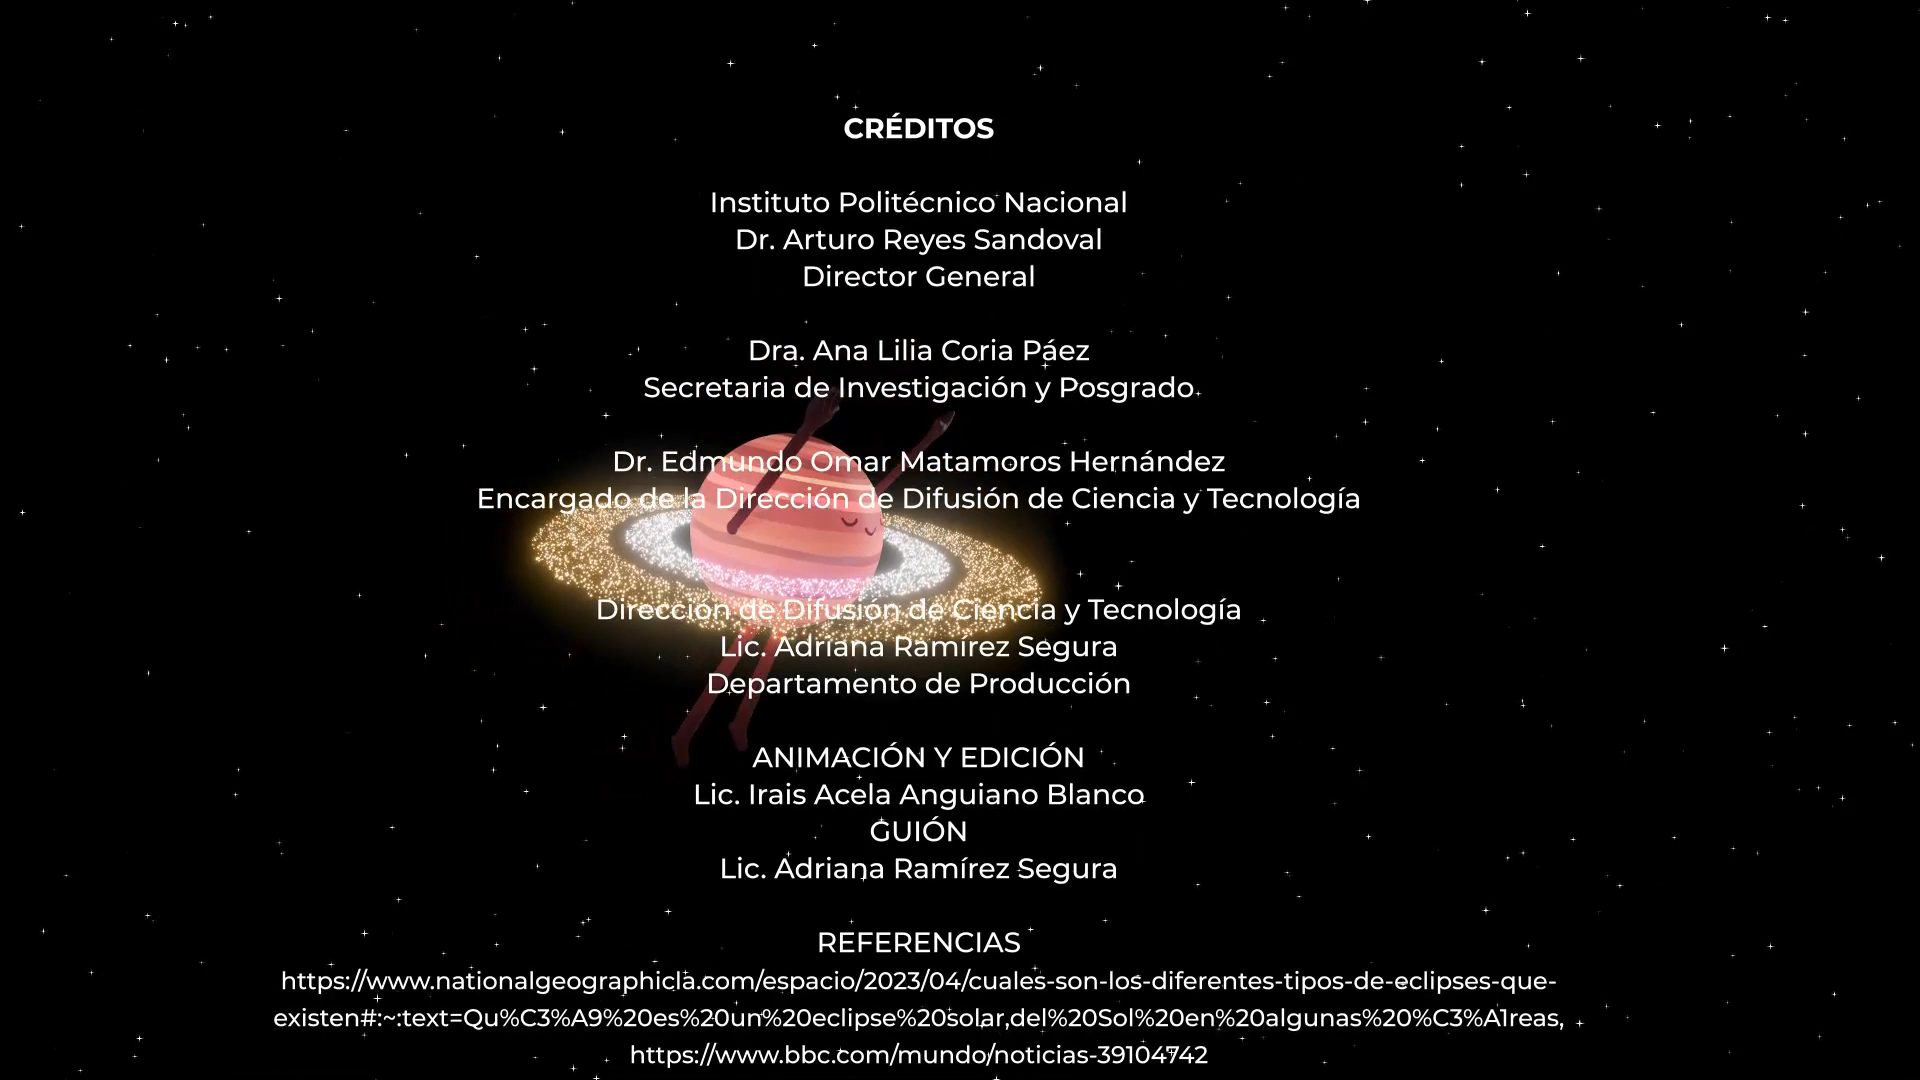 CRÉDITOS
Instituto Politécnico Nacional
Dr. Arturo Reyes Sandoval
Director General
Dra. Ana Lilia Coria Páez
Secretaria de Investigación y Posgrado
Dr. Edmundo Omar Matamoros Hernández
Encargado de la Dirección de Difusión de Ciencia y Tecnología
Dirección de Difusión de Ciencia y Tecnología
Lic. Adriana Ramírez Segura
Departamento de Producción
ANIMACIÓN Y EDICIÓN
Lic. Irais Acela Anguiano Blanco
GUIÓN
Lic. Adriana Ramírez Segura
REFERENCIAS
https://www.nationalgeographicla.com/espacio/2023/04/cuales-son-los-diferentes-tipos-de-eclipses-que-
existen#:~:text=Qu%C3%A9%20es%20un%20eclipse%20solar,del%20Sol%20en%20algunas%20%C3%A1reas,
https://www.bbc.com/mundo/noticias-39104742